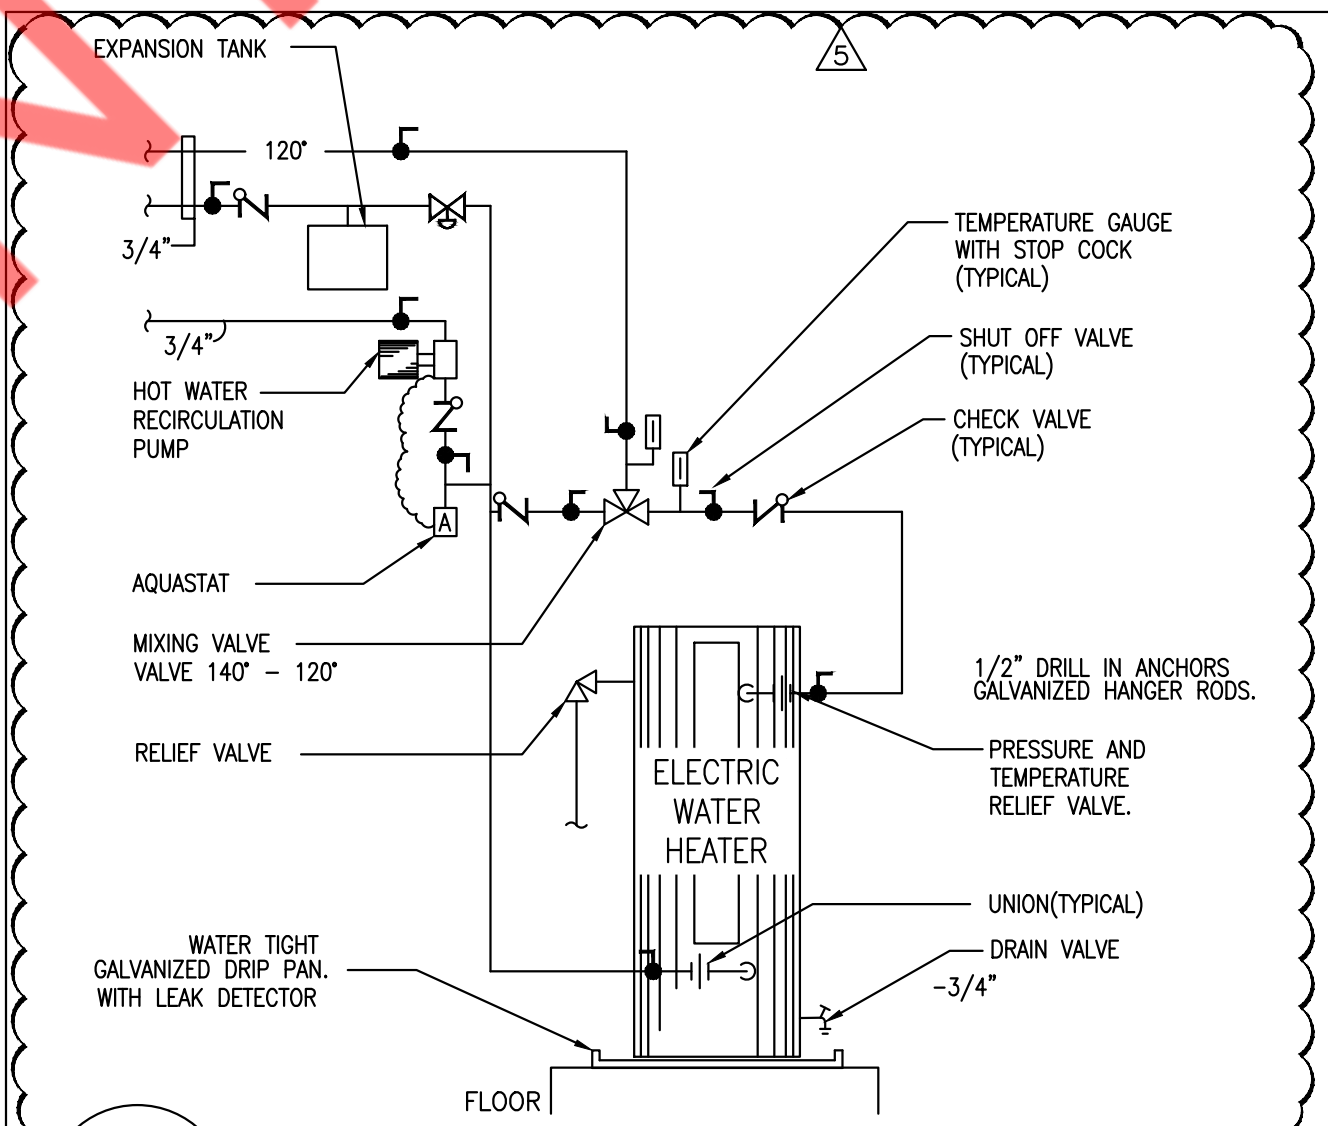 EXPANSION TANK
5
120°
3/4"
TEMPERATURE GAUGE
WITH STOP COCK
(TYPICAL)
3/4"
SHUT OFF VALVE
(TYPICAL)
HOT WATER
RECIRCULATION
PUMP
CHECK VALVE
(TYPICAL)
A
AQUASTAT
MIXING VALVE
VALVE 140° - 120°
1/2" DRILL IN ANCHORS
GALVANIZED HANGER RODS.
RELIEF VALVE
PRESSURE AND
TEMPERATURE
RELIEF VALVE.
ELECTRIC
WATER
HEATER
UNION(TYPICAL)
WATER TIGHT
GALVANIZED DRIP PAN.
WITH LEAK DETECTOR
DRAIN VALVE
-3/4"
FLOOR